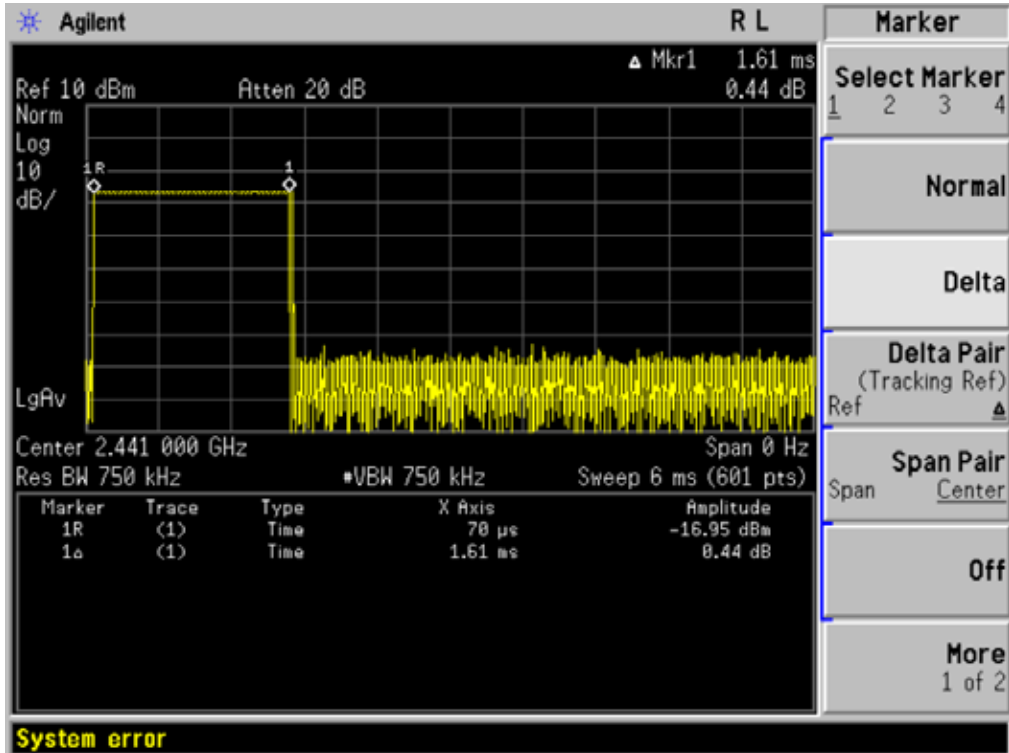 Agilent R L Marker
▵ Mkr1 1.61 ms
Ref 10 dBm Atten 20 dB 0.44 dB
Norm
Log
10
dB/
1R 1
LgAv
Center 2.441 000 GHz Span 0 Hz
Res BW 750 kHz #VBW 750 kHz Sweep 6 ms (601 pts)
Marker Trace Type X Axis Amplitude
1R (1) Time 70 µs -16.95 dBm
1▵ (1) Time 1.61 ms 0.44 dB
System error
Select Marker
1 2 3 4
Normal
Delta
Delta Pair
(Tracking Ref)
Ref ▵
Span Pair
Span Center
Off
More
1 of 2